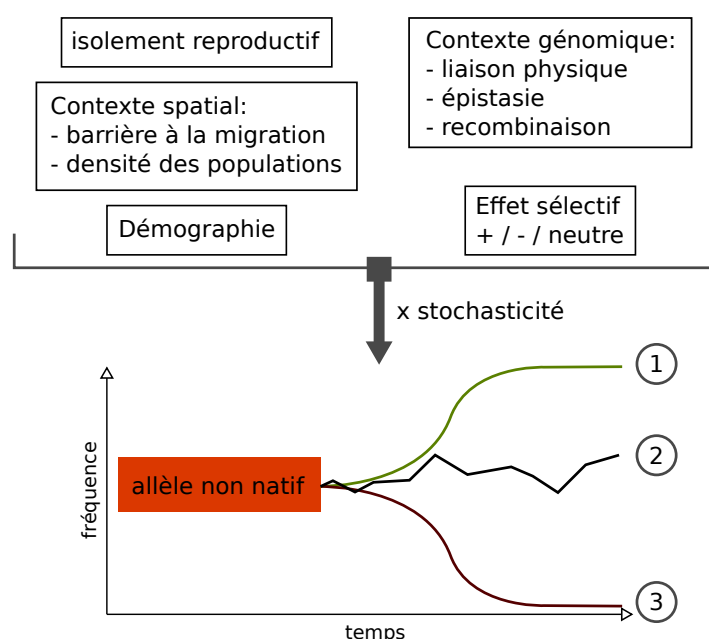 isolement reproductif
Contexte génomique:
- liaison physique
- épistasie
- recombinaison
Contexte spatial:
- barrière à la migration
- densité des populations
Démographie
Effet sélectif
+ / - / neutre
x stochasticité
1
2
3
allèle non natif
fréquence
temps